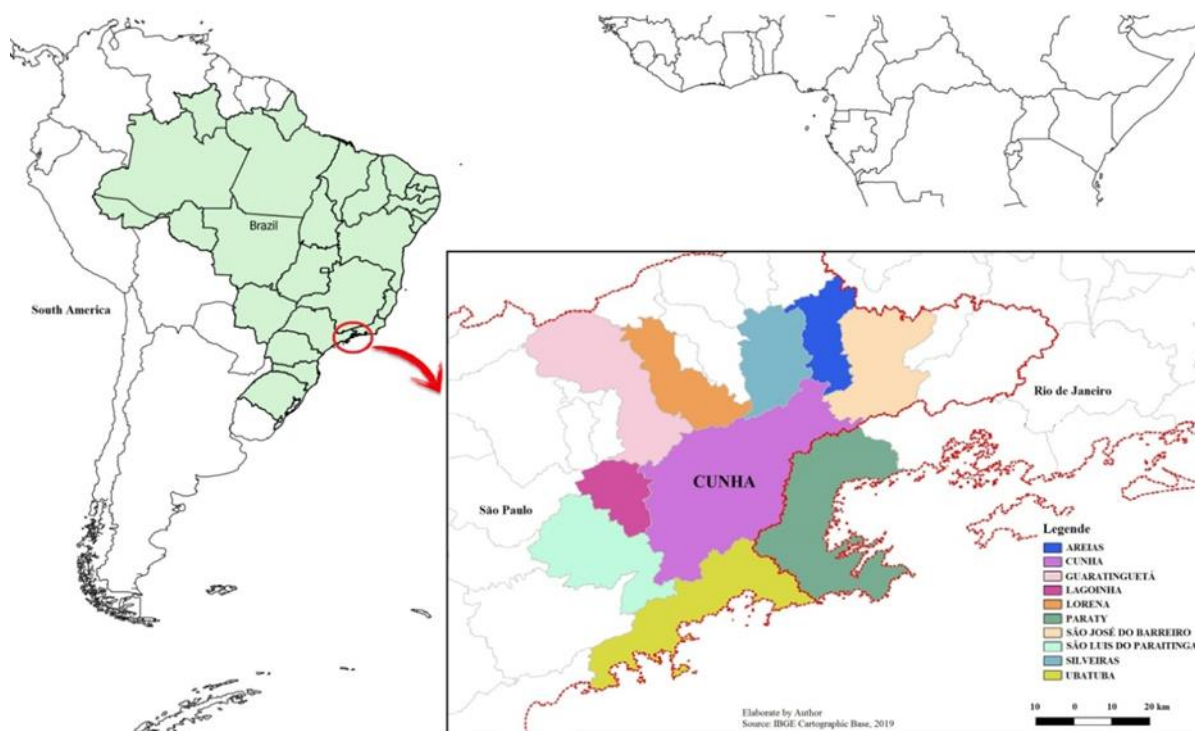 Brazil
South America
Rio de Janeiro
CUNHA
São Paulo
Legende
AREIAS
CUNHA
GUARATINGUETÁ
LAGOINHA
LORENA
PARATY
SÃO JOSÉ DO BARREIRO
SÃO LUIS DO PARAITINGA
SILVEIRAS
UBATUBA
Elaborate by Author
Source: IBGE Cartographic Base, 2019
10 0 10 20 km